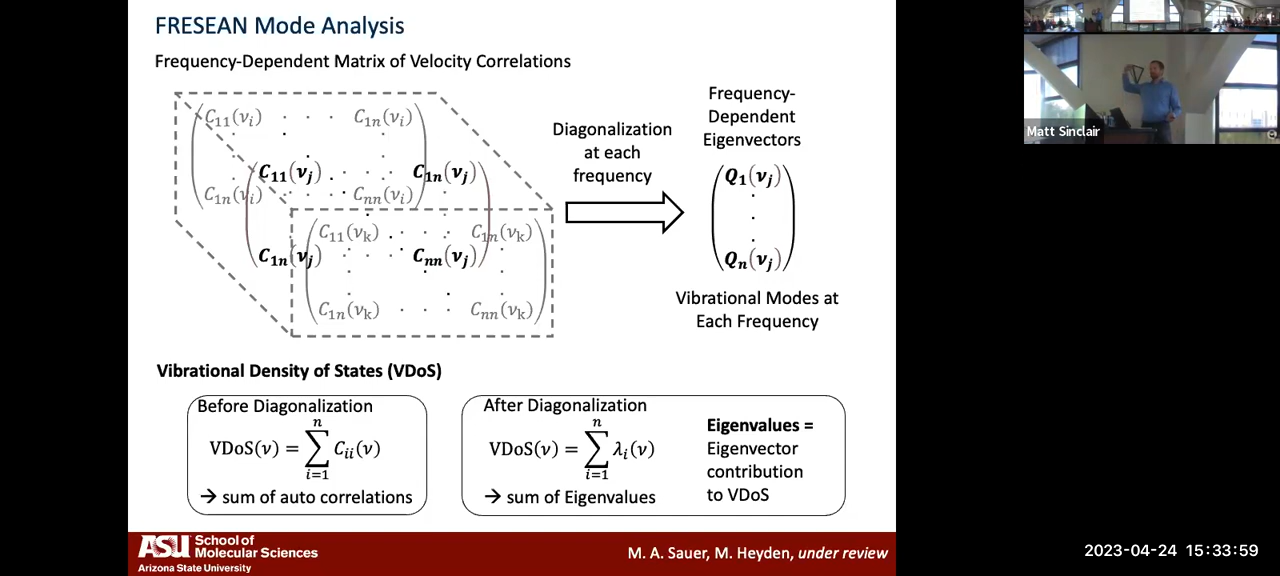 FRESEAN Mode Analysis
Frequency-Dependent Matrix of Velocity Correlations
C₁₁(νᵢ) · · · C₁ₙ(νᵢ)
C₁ₙ(νᵢ) · · · Cₙₙ(νᵢ)
C₁₁(νⱼ) · · · C₁ₙ(νⱼ)
C₁ₙ(νⱼ) · · · Cₙₙ(νⱼ)
C₁₁(νₖ) · · · C₁ₙ(νₖ)
C₁ₙ(νₖ) · · · Cₙₙ(νₖ)
Diagonalization
at each
frequency
Frequency-
Dependent
Eigenvectors
Q₁(νⱼ)
·
·
·
Qₙ(νⱼ)
Vibrational Modes at
Each Frequency
Vibrational Density of States (VDoS)
Before Diagonalization
VDoS(ν) = ∑ⁿᵢ₌₁ Cᵢᵢ(ν)
→ sum of auto correlations
After Diagonalization
VDoS(ν) = ∑ⁿᵢ₌₁ λᵢ(ν)
→ sum of Eigenvalues
Eigenvalues =
Eigenvector
contribution
to VDoS
ASU School of
Molecular Sciences
Arizona State University
M. A. Sauer, M. Heyden, under review
Matt Sinclair
2023-04-24 15:33:59